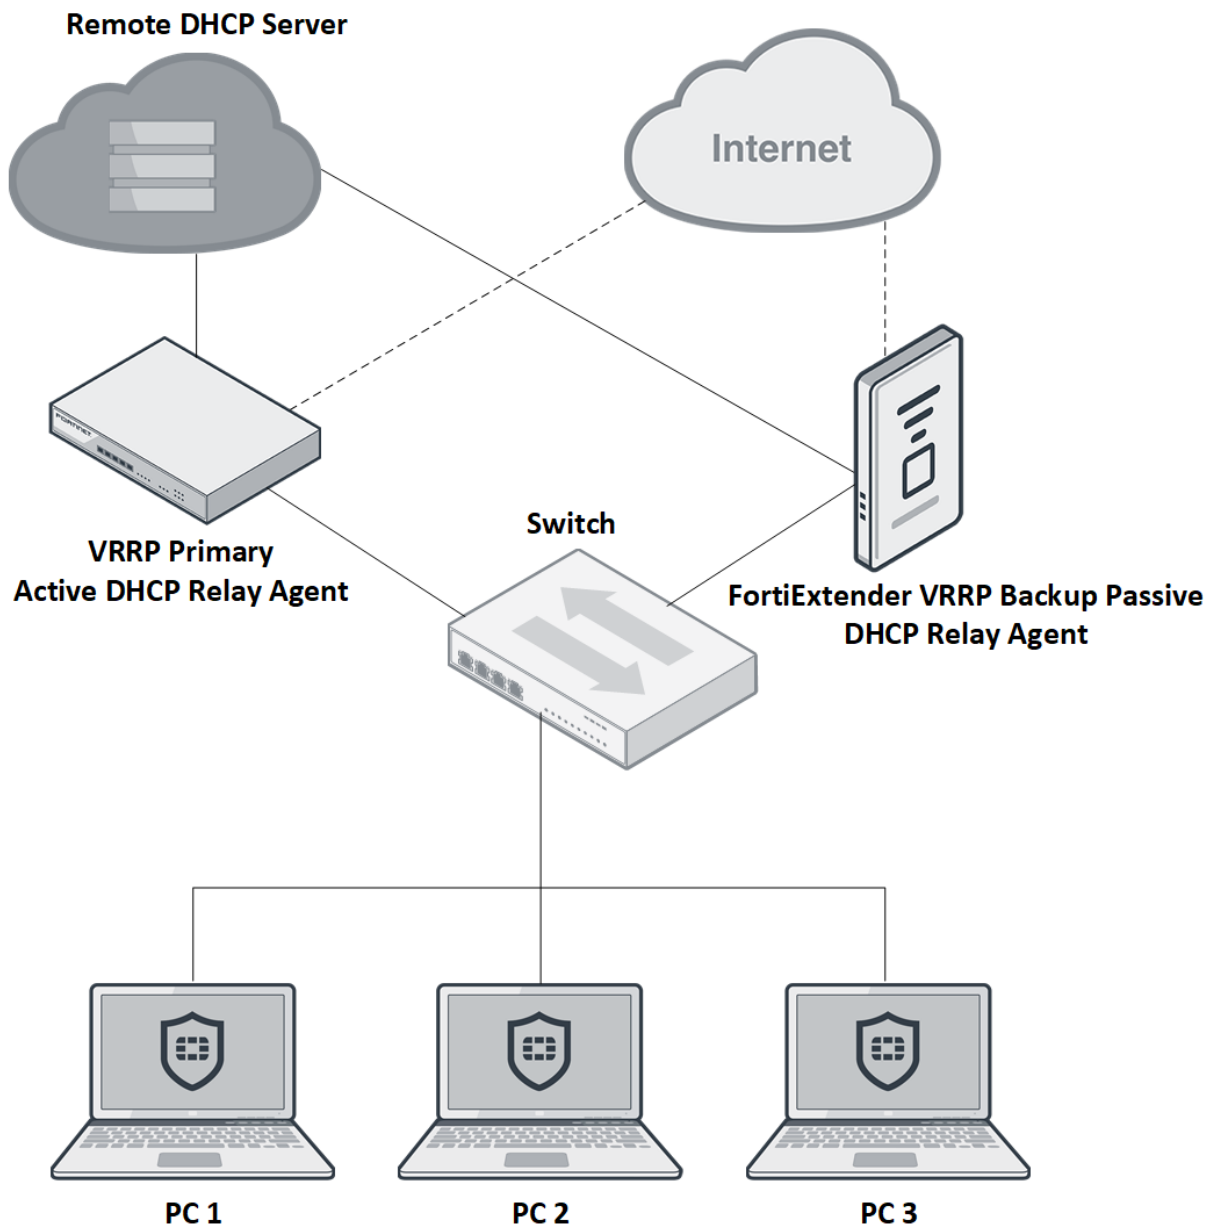 Remote DHCP Server
Internet
FORTINET
VRRP Primary
Active DHCP Relay Agent
Switch
FortiExtender VRRP Backup Passive
DHCP Relay Agent
PC 1
PC 2
PC 3